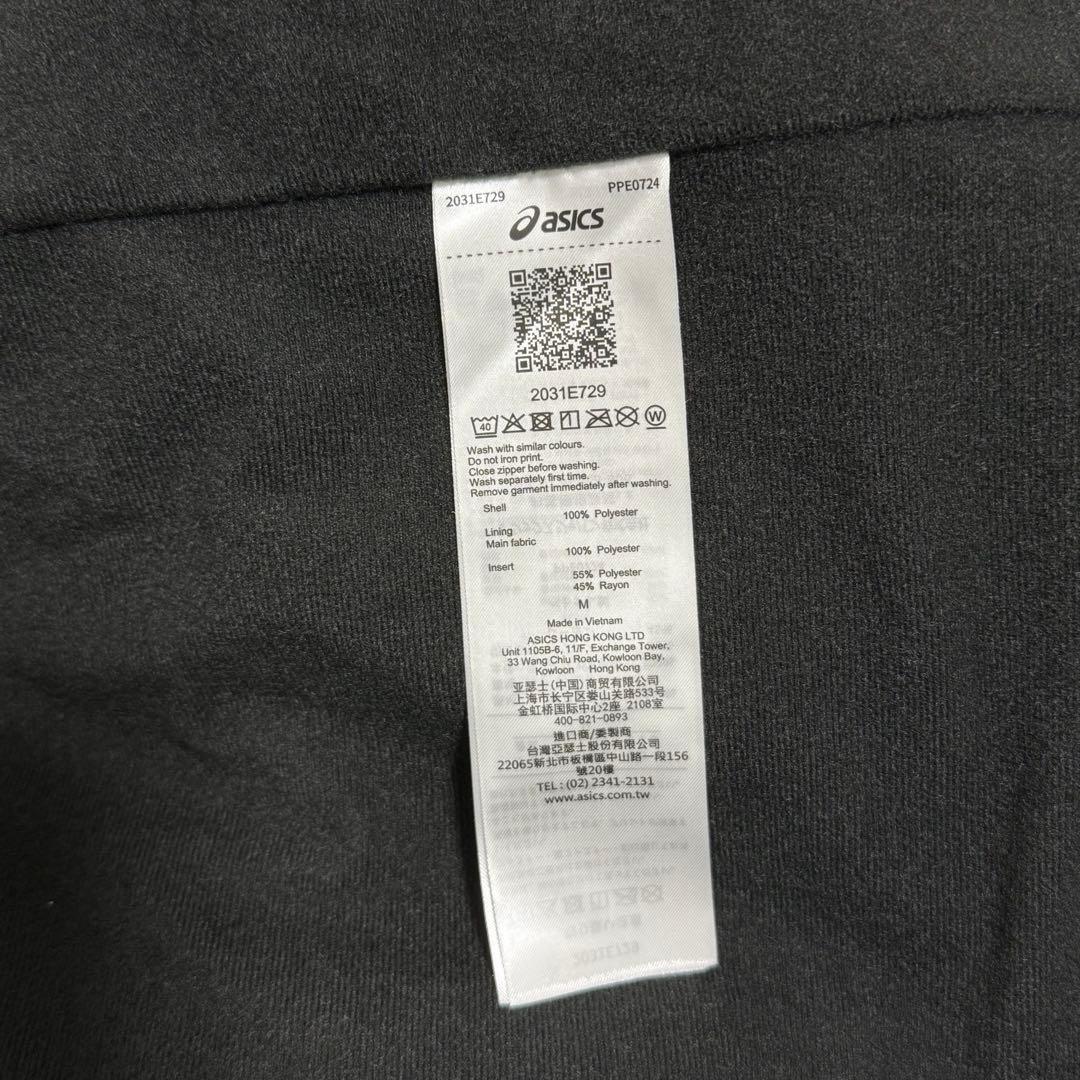 2031E729
PPE0724
asics
2031E729
40
W
Wash with similar colours.
Do not iron print.
Close zipper before washing.
Wash separately first time.
Remove garment immediately after washing.
Shell
100% Polyester
Lining
Main fabric
100% Polyester
Insert
55% Polyester
45% Rayon
M
Made in Vietnam
ASICS HONG KONG LTD
Unit 1105B-6, 11/F, Exchange Tower,
33 Wang Chiu Road, Kowloon Bay,
Kowloon Hong Kong
亚瑟士(中国)商贸有限公司
上海市长宁区娄山关路533号
金虹桥国际中心2座 2108室
400-821-0893
進口商/委製商
台灣亞瑟士股份有限公司
22065新北市板橋區中山路一段156
號20樓
TEL:(02) 2341-2131
www.asics.com.tw